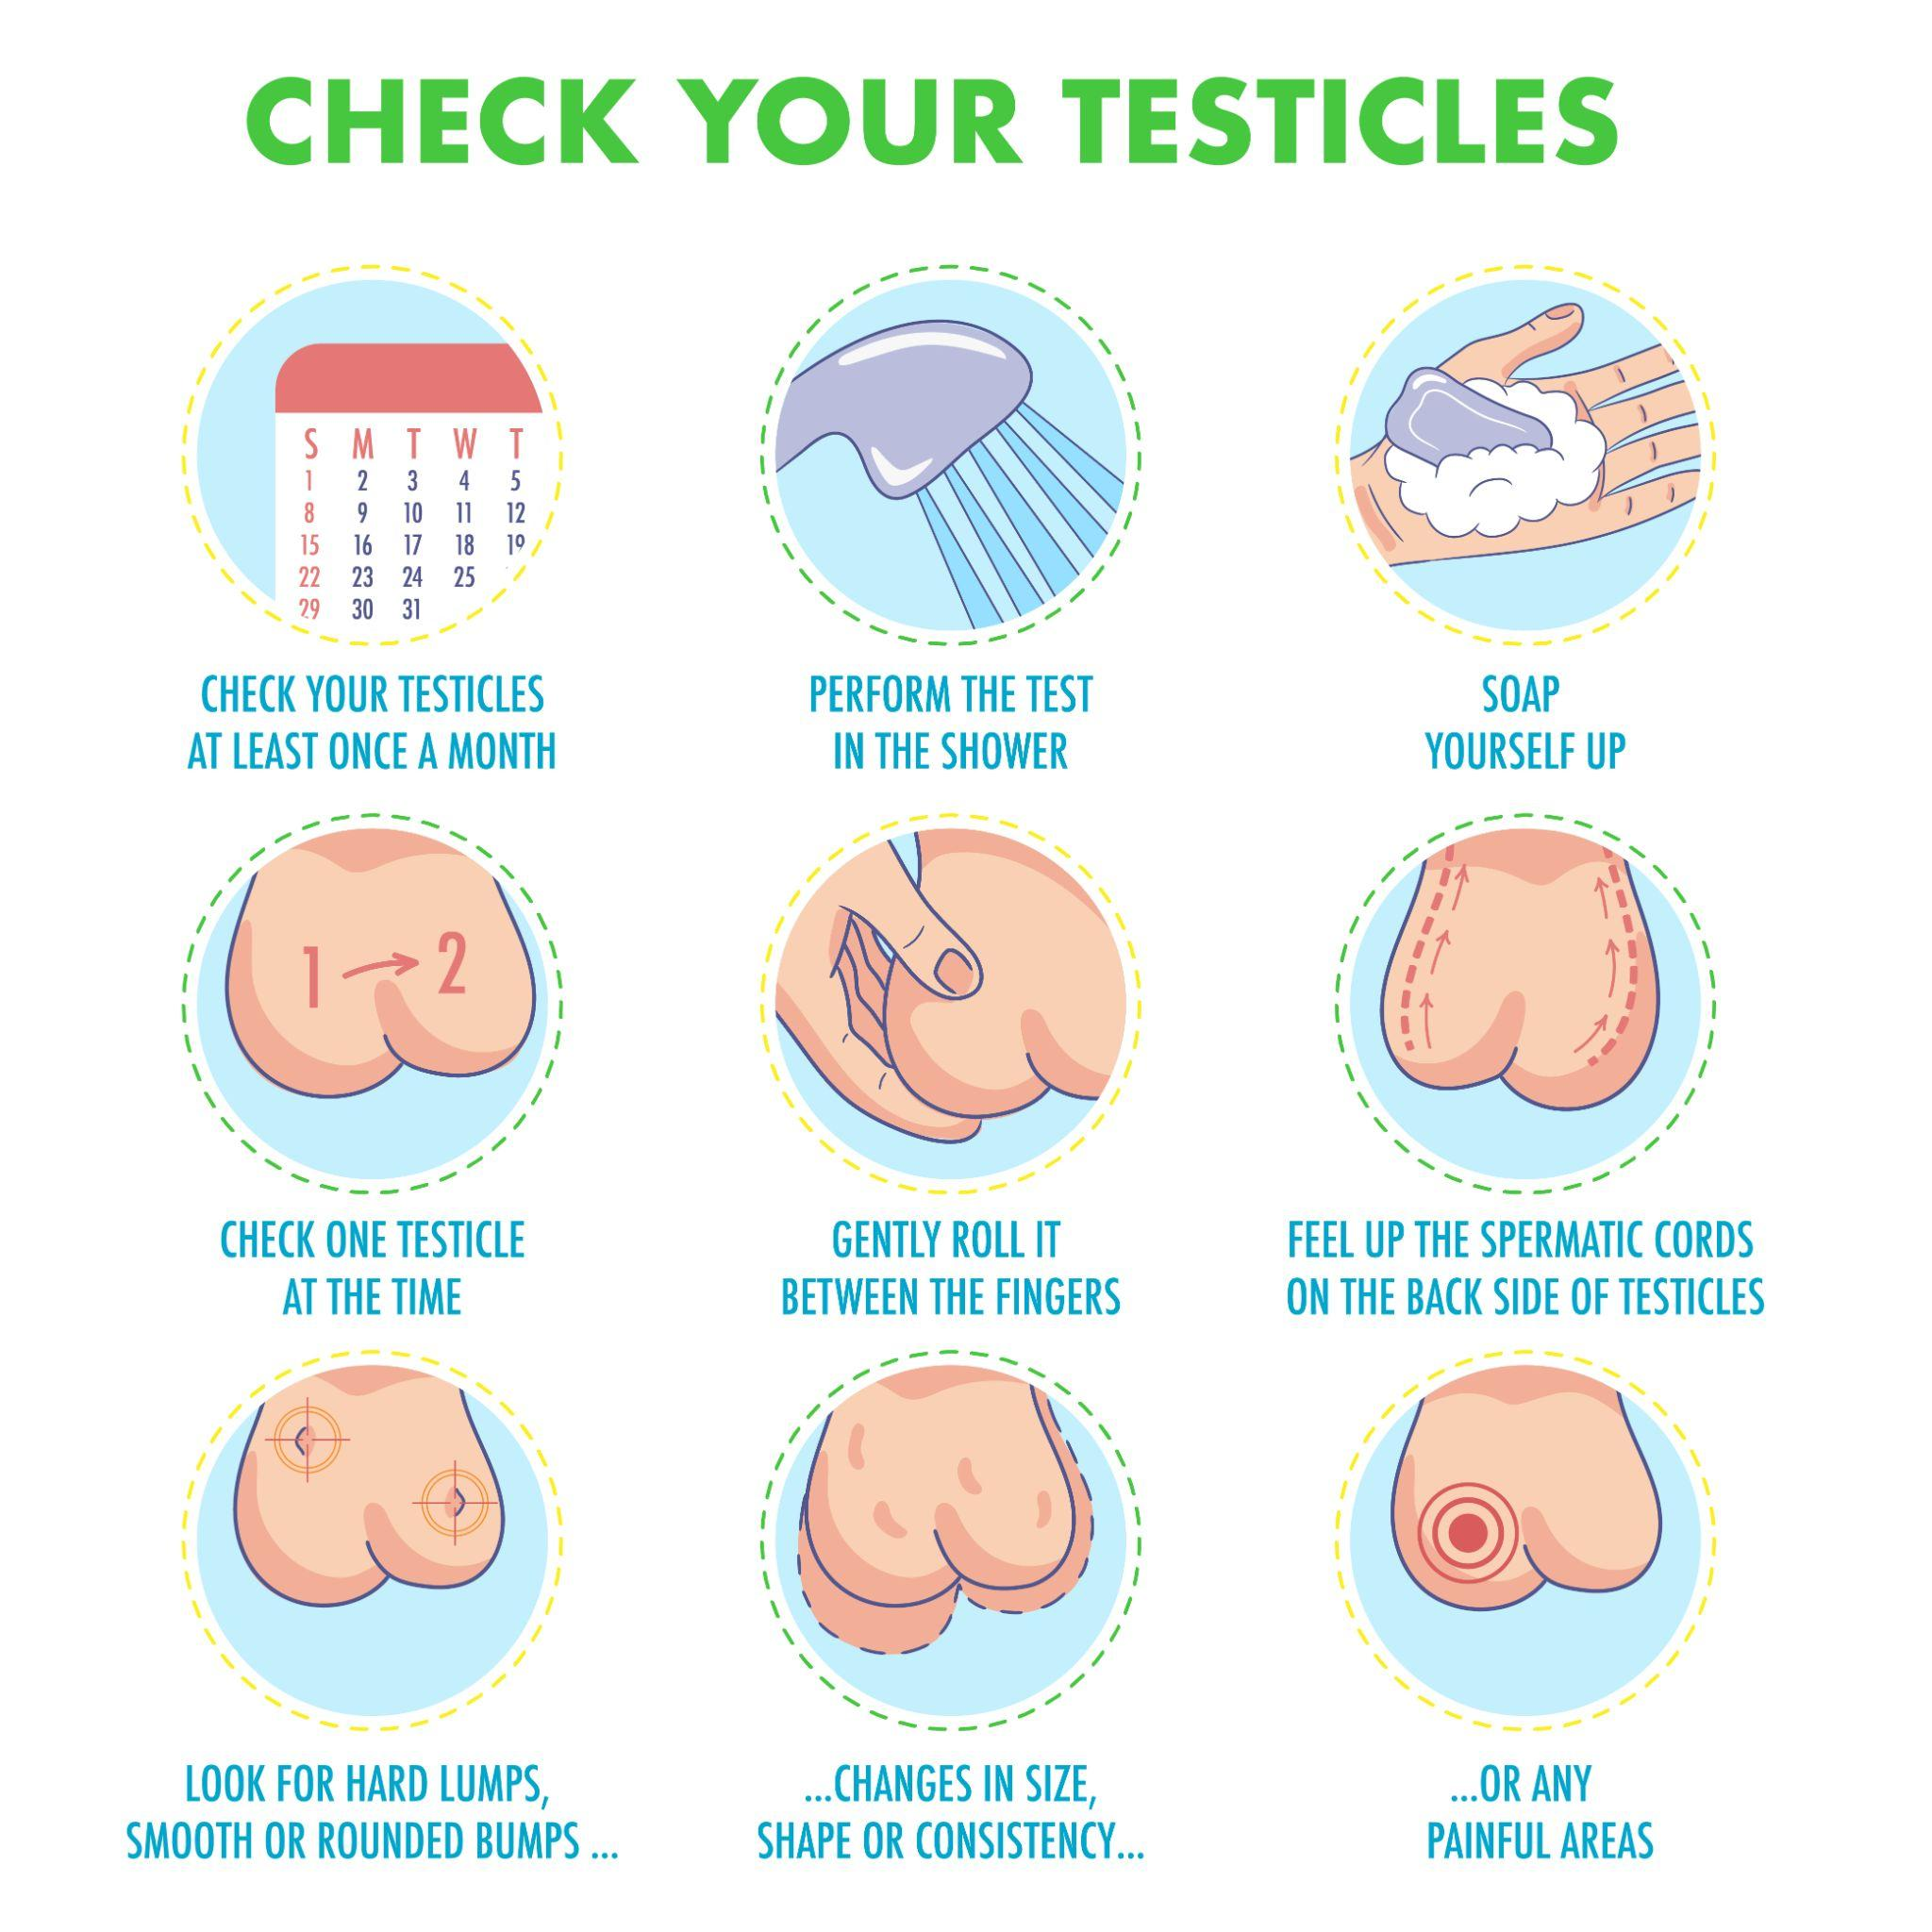 CHECK YOUR TESTICLES
S M T W T
1 2 3 4 5
8 9 10 11 12
15 16 17 18 19
22 23 24 25
29 30 31
CHECK YOUR TESTICLES
AT LEAST ONCE A MONTH
PERFORM THE TEST
IN THE SHOWER
SOAP
YOURSELF UP
1 2
CHECK ONE TESTICLE
AT THE TIME
GENTLY ROLL IT
BETWEEN THE FINGERS
FEEL UP THE SPERMATIC CORDS
ON THE BACK SIDE OF TESTICLES
LOOK FOR HARD LUMPS,
SMOOTH OR ROUNDED BUMPS ...
...CHANGES IN SIZE,
SHAPE OR CONSISTENCY...
...OR ANY
PAINFUL AREAS